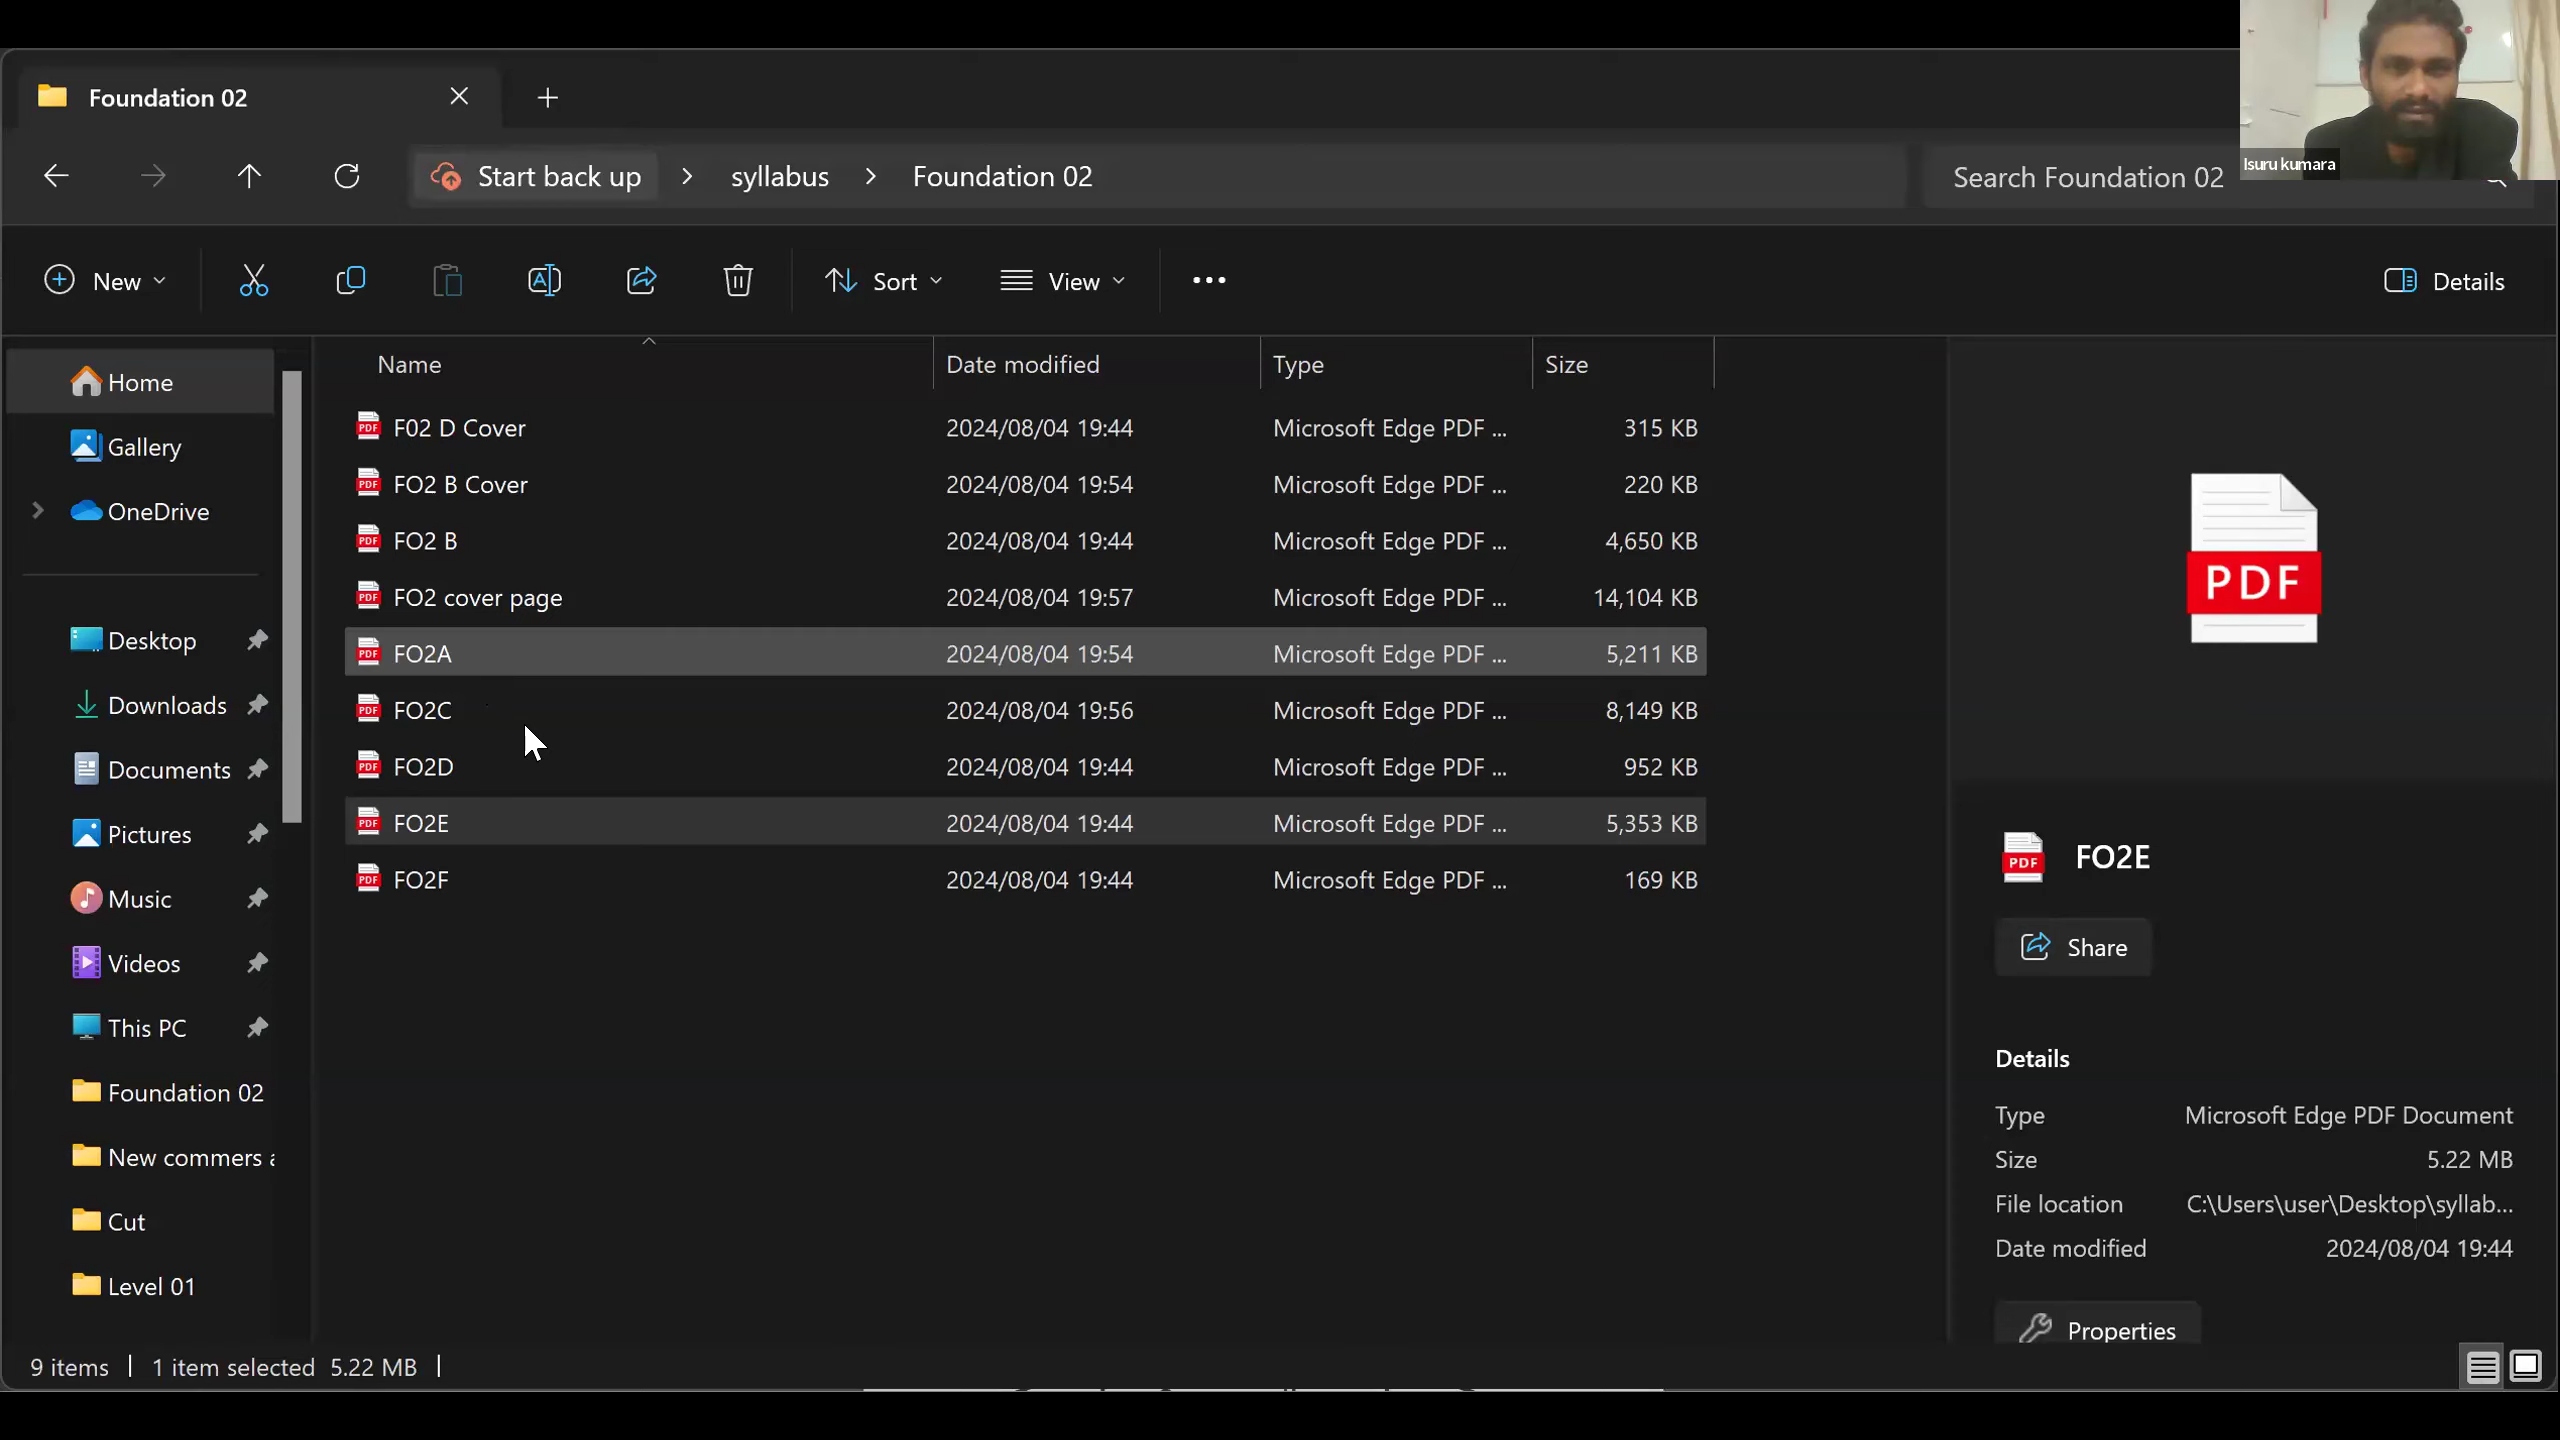 Foundation 02
Start back up > syllabus > Foundation 02
Search Foundation 02
Isuru kumara
New
Sort
View
Details
Name
Date modified
Type
Size
Home
Gallery
OneDrive
Desktop
Downloads
Documents
Pictures
Music
Videos
This PC
Foundation 02
New commers a
Cut
Level 01
F02 D Cover 2024/08/04 19:44 Microsoft Edge PDF ... 315 KB
FO2 B Cover 2024/08/04 19:54 Microsoft Edge PDF ... 220 KB
FO2 B 2024/08/04 19:44 Microsoft Edge PDF ... 4,650 KB
FO2 cover page 2024/08/04 19:57 Microsoft Edge PDF ... 14,104 KB
FO2A 2024/08/04 19:54 Microsoft Edge PDF ... 5,211 KB
FO2C 2024/08/04 19:56 Microsoft Edge PDF ... 8,149 KB
FO2D 2024/08/04 19:44 Microsoft Edge PDF ... 952 KB
FO2E 2024/08/04 19:44 Microsoft Edge PDF ... 5,353 KB
FO2F 2024/08/04 19:44 Microsoft Edge PDF ... 169 KB
PDF
FO2E
Share
Details
Type Microsoft Edge PDF Document
Size 5.22 MB
File location C:\Users\user\Desktop\syllab...
Date modified 2024/08/04 19:44
Properties
9 items | 1 item selected 5.22 MB |